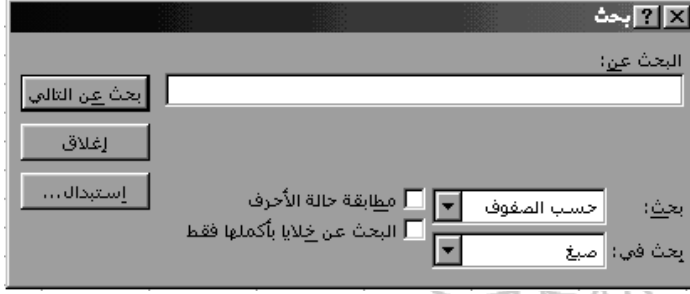 بحث
البحث عن:
بحث عن التالي
إغلاق
إستبدال...
بحث: حسب الصفوف
مطابقة حالة الأحرف
بحث في: صيغ
البحث عن خلايا بأكملها فقط